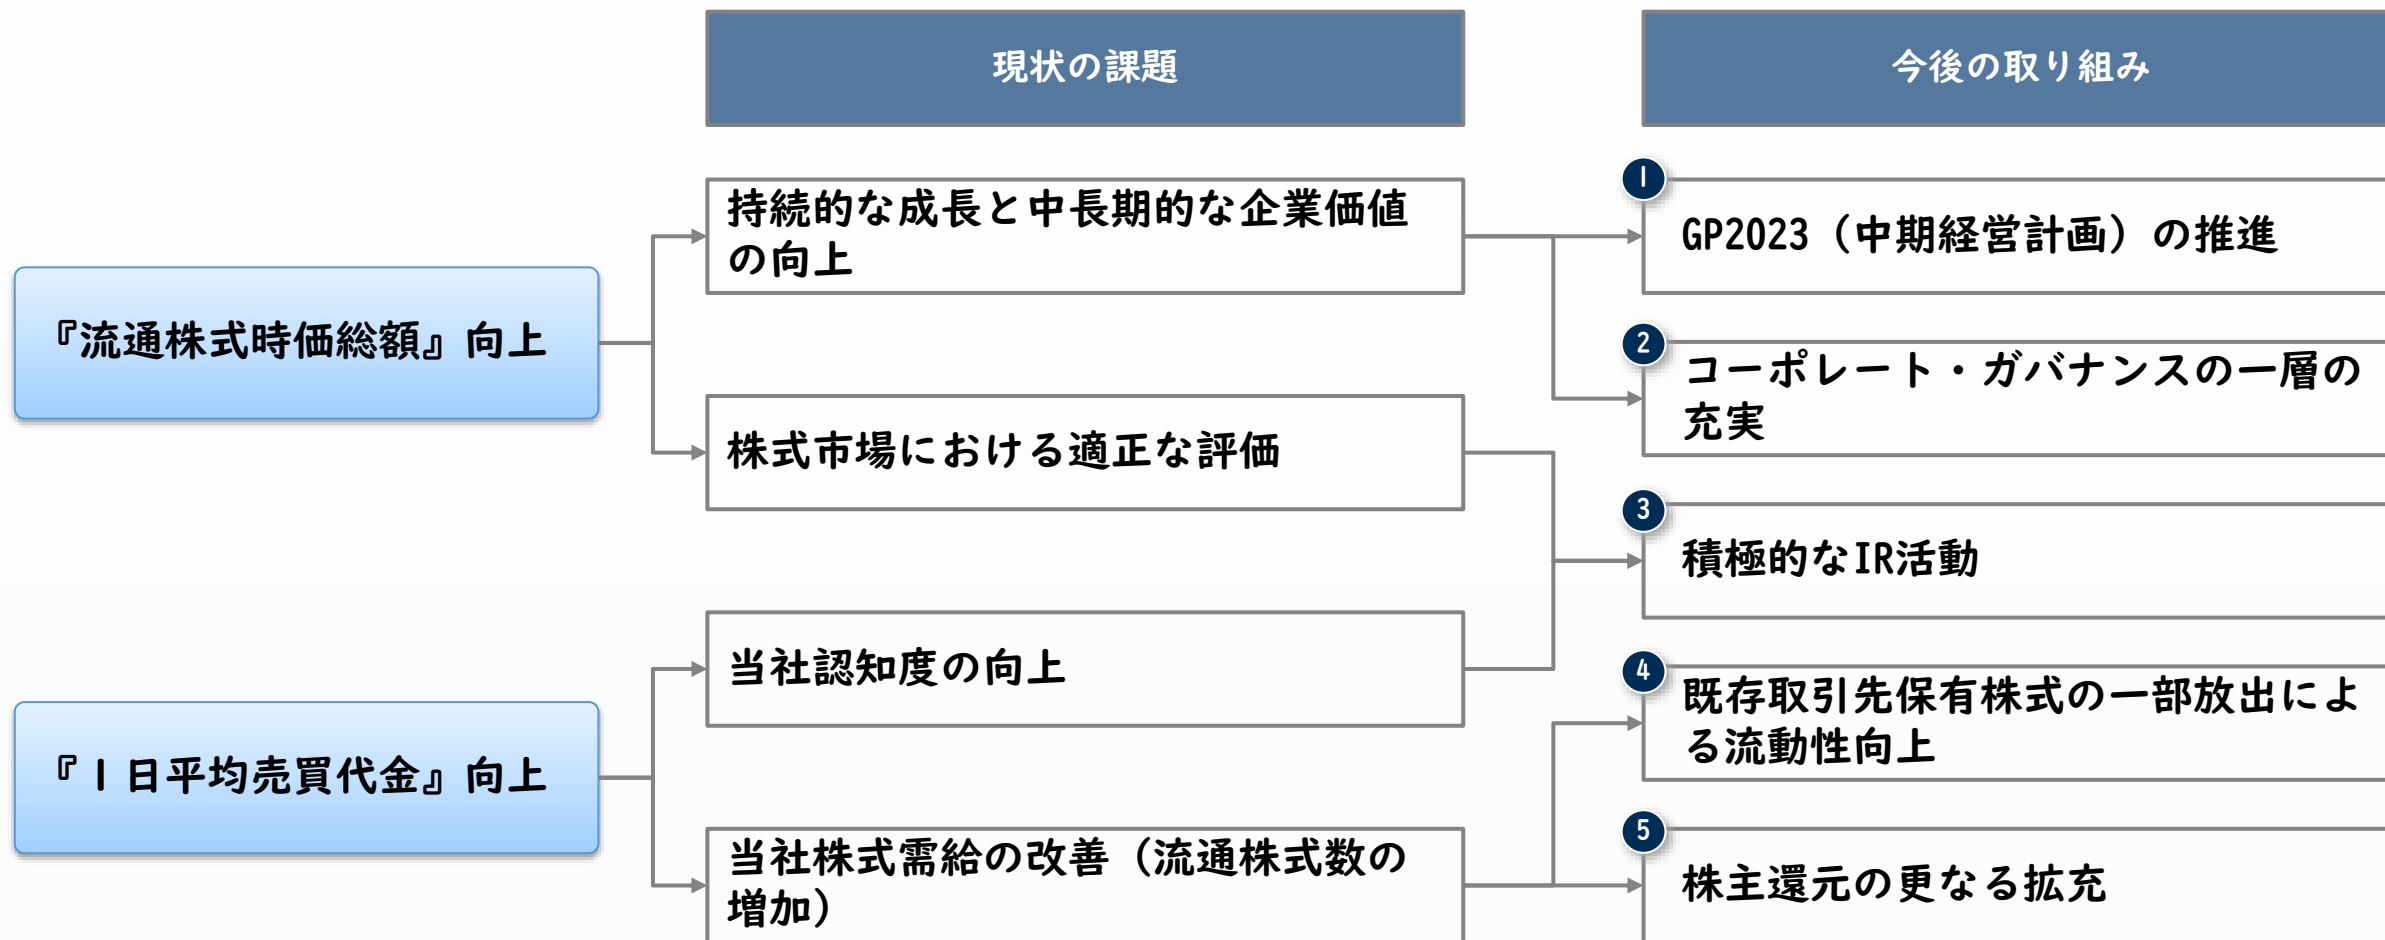 現状の課題
今後の取り組み
『流通株式時価総額』向上
持続的な成長と中長期的な企業価値
の向上
株式市場における適正な評価
『1日平均売買代金』向上
当社認知度の向上
当社株式需給の改善（流通株式数の
増加）
1
GP2023（中期経営計画）の推進
2
コーポレート・ガバナンスの一層の
充実
3
積極的なIR活動
4
既存取引先保有株式の一部放出によ
る流動性向上
5
株主還元の更なる拡充